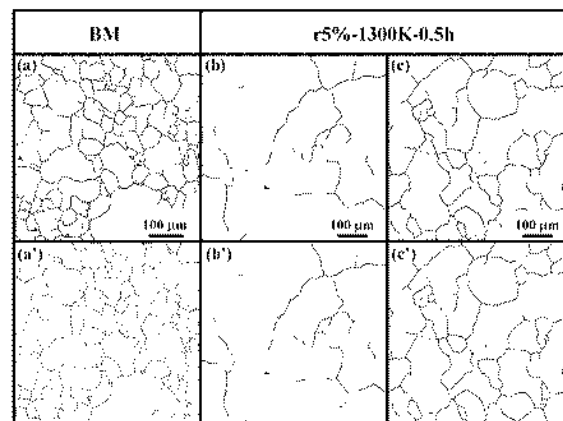 BM r5%-1300K-0.5h
(a) (b) (c)
100 μm 100 μm 100 μm
(a') (b') (c')